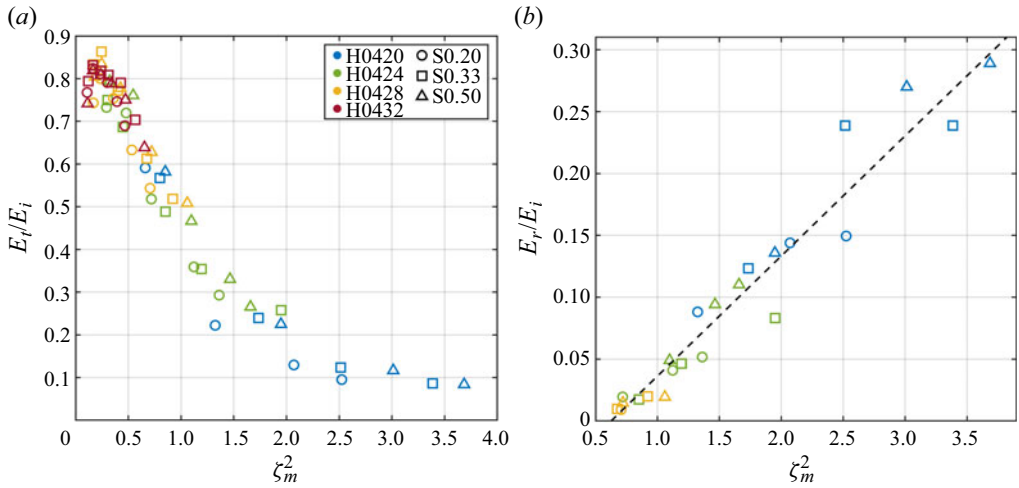 (a)
(b)
0.9
0.8
0.7
0.6
0.5
0.4
0.3
0.2
0.1
E_t/E_i
H0420
H0424
H0428
H0432
S0.20
S0.33
S0.50
0 0.5 1.0 1.5 2.0 2.5 3.0 3.5 4.0
ζ_m^2
0.30
0.25
0.20
0.15
0.10
0.05
0
E_r/E_i
0.5 1.0 1.5 2.0 2.5 3.0 3.5
ζ_m^2